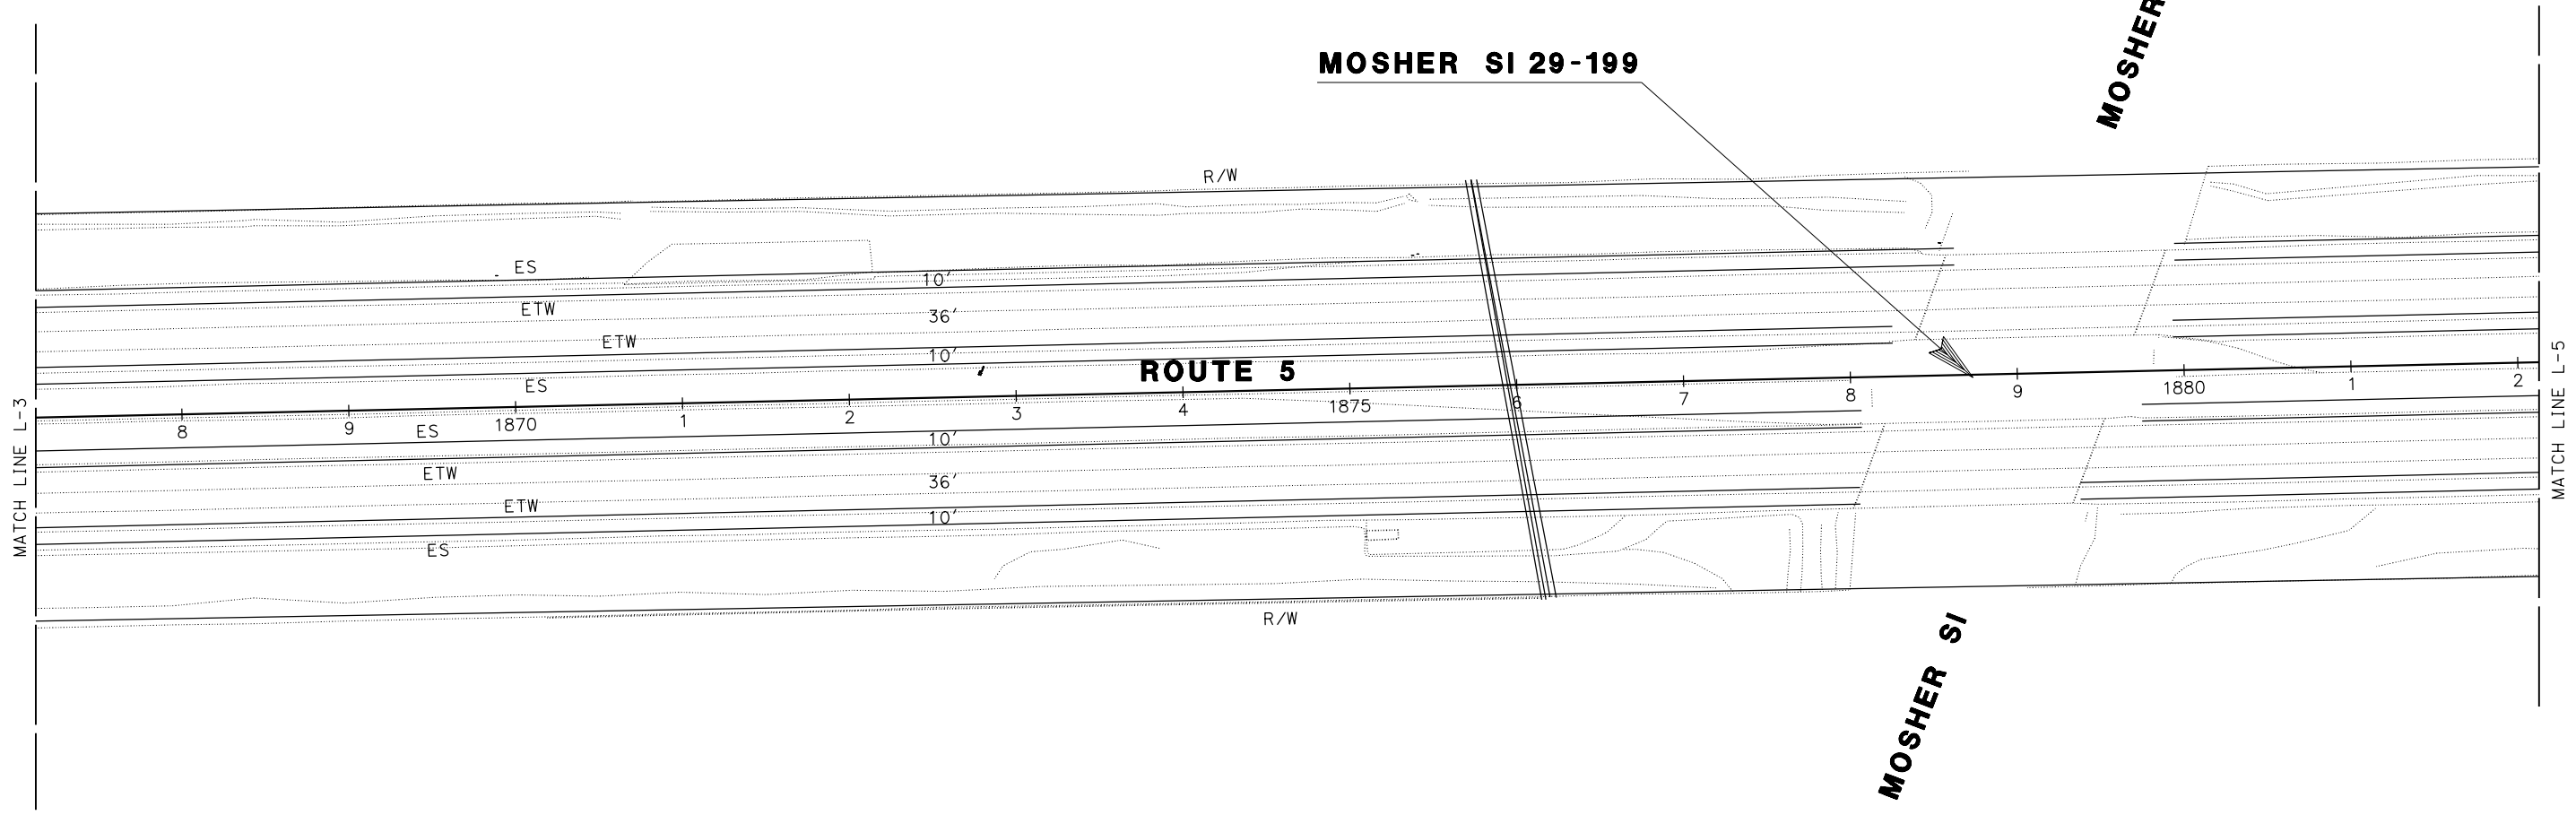 MOSHER
MOSHER SI 29-199
R/W
ES
10'
ETW
36'
ETW
10'
ROUTE 5
ES
MATCH LINE L-3
MATCH LINE L-5
8
9
1870
1
2
3
4
1875
6
7
8
9
1880
1
2
ES
10'
ETW
36'
ETW
10'
ES
R/W
MOSHER SI